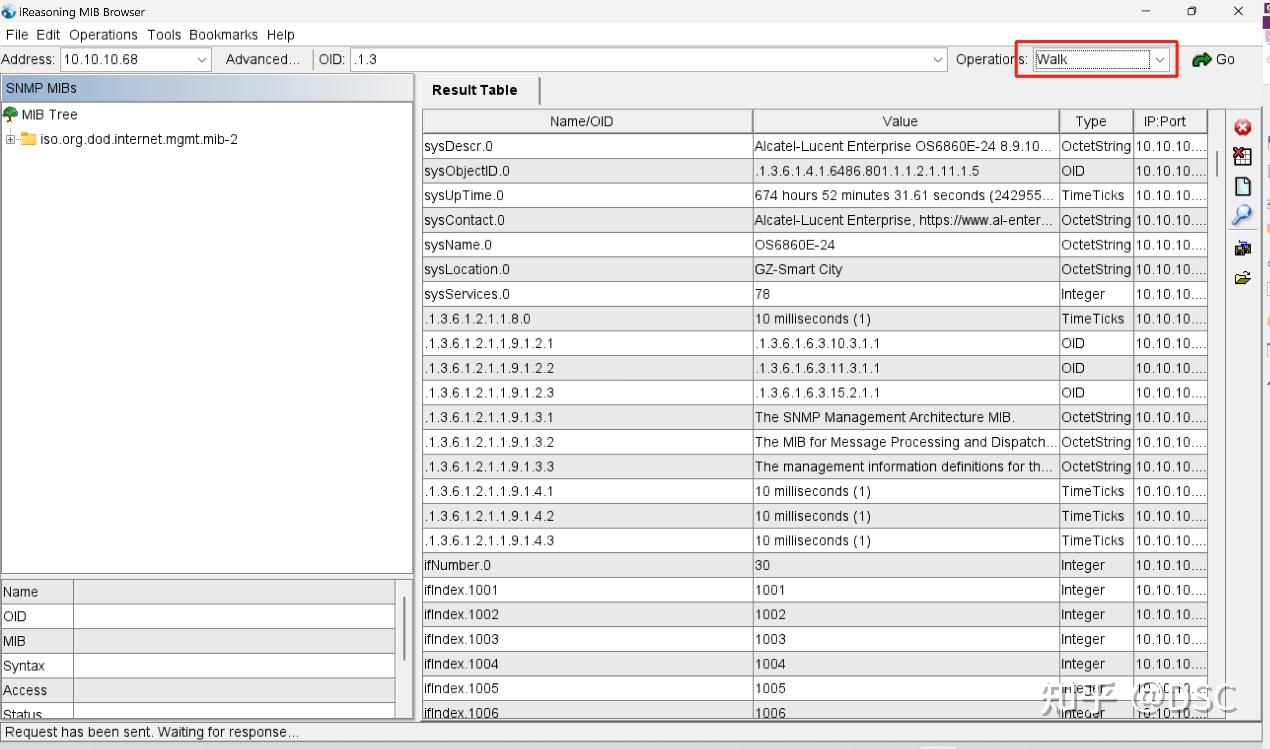 iReasoning MIB Browser
File Edit Operations Tools Bookmarks Help
Address: 10.10.10.68 Advanced... OID: .1.3 Operations: Walk Go
SNMP MIBs
MIB Tree
iso.org.dod.internet.mgmt.mib-2
Result Table
Name/OID Value Type IP:Port
sysDescr.0 Alcatel-Lucent Enterprise OS6860E-24 8.9.10... OctetString 10.10.10....
sysObjectID.0 .1.3.6.1.4.1.6486.801.1.1.2.1.11.1.5 OID 10.10.10....
sysUpTime.0 674 hours 52 minutes 31.61 seconds (242955... TimeTicks 10.10.10....
sysContact.0 Alcatel-Lucent Enterprise, https://www.al-enter... OctetString 10.10.10....
sysName.0 OS6860E-24 OctetString 10.10.10....
sysLocation.0 GZ-Smart City OctetString 10.10.10....
sysServices.0 78 Integer 10.10.10....
.1.3.6.1.2.1.1.8.0 10 milliseconds (1) TimeTicks 10.10.10....
.1.3.6.1.2.1.1.9.1.2.1 .1.3.6.1.6.3.10.3.1.1 OID 10.10.10....
.1.3.6.1.2.1.1.9.1.2.2 .1.3.6.1.6.3.11.3.1.1 OID 10.10.10....
.1.3.6.1.2.1.1.9.1.2.3 .1.3.6.1.6.3.15.2.1.1 OID 10.10.10....
.1.3.6.1.2.1.1.9.1.3.1 The SNMP Management Architecture MIB. OctetString 10.10.10....
.1.3.6.1.2.1.1.9.1.3.2 The MIB for Message Processing and Dispatch... OctetString 10.10.10....
.1.3.6.1.2.1.1.9.1.3.3 The management information definitions for th... OctetString 10.10.10....
.1.3.6.1.2.1.1.9.1.4.1 10 milliseconds (1) TimeTicks 10.10.10....
.1.3.6.1.2.1.1.9.1.4.2 10 milliseconds (1) TimeTicks 10.10.10....
.1.3.6.1.2.1.1.9.1.4.3 10 milliseconds (1) TimeTicks 10.10.10....
ifNumber.0 30 Integer 10.10.10....
ifIndex.1001 1001 Integer 10.10.10....
ifIndex.1002 1002 Integer 10.10.10....
ifIndex.1003 1003 Integer 10.10.10....
ifIndex.1004 1004 Integer 10.10.10....
ifIndex.1005 1005 Integer 10.10.10....
ifIndex.1006 1006 Integer 10.10.10....
Name
OID
MIB
Syntax
Access
Status
知乎 @DSC
Request has been sent. Waiting for response...